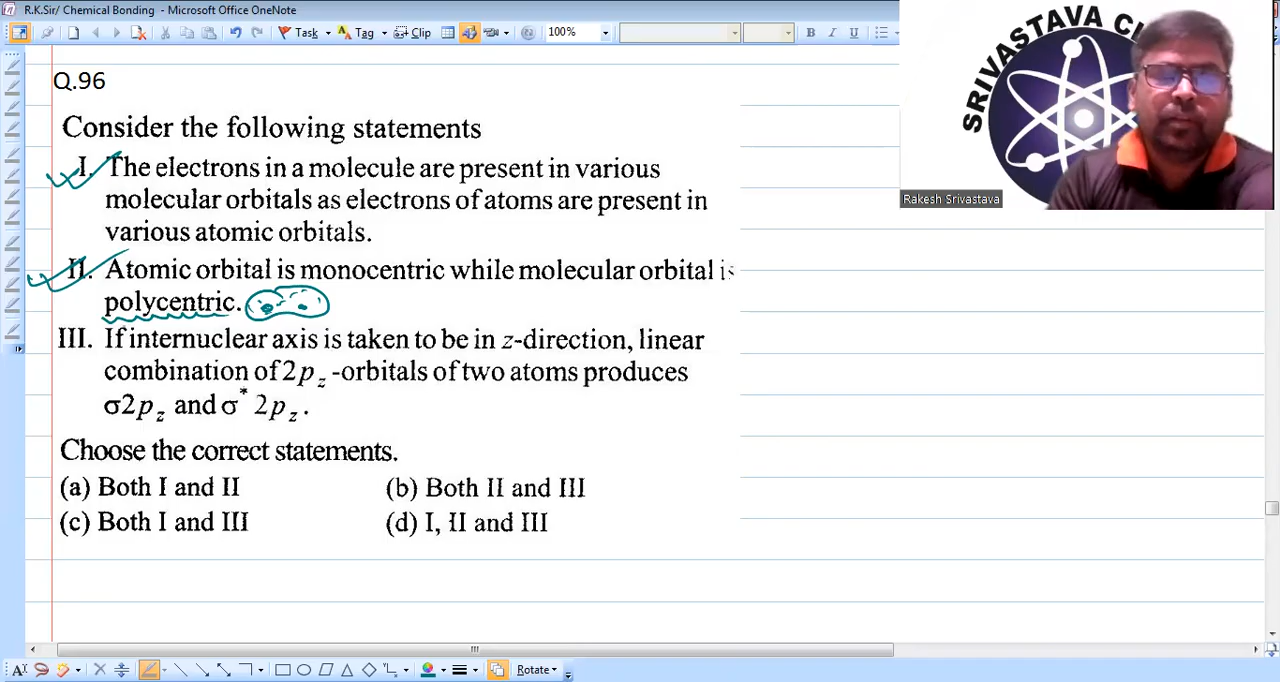 R.K.Sir/ Chemical Bonding - Microsoft Office OneNote
Task Tag Clip 100% B I U
Q.96
Consider the following statements
I. The electrons in a molecule are present in various
molecular orbitals as electrons of atoms are present in
various atomic orbitals.
II. Atomic orbital is monocentric while molecular orbital is
polycentric.
III. If internuclear axis is taken to be in z-direction, linear
combination of 2p_z -orbitals of two atoms produces
σ2p_z and σ* 2p_z.
Choose the correct statements.
(a) Both I and II (b) Both II and III
(c) Both I and III (d) I, II and III
SRIVASTAVA
Rakesh Srivastava
Rotate